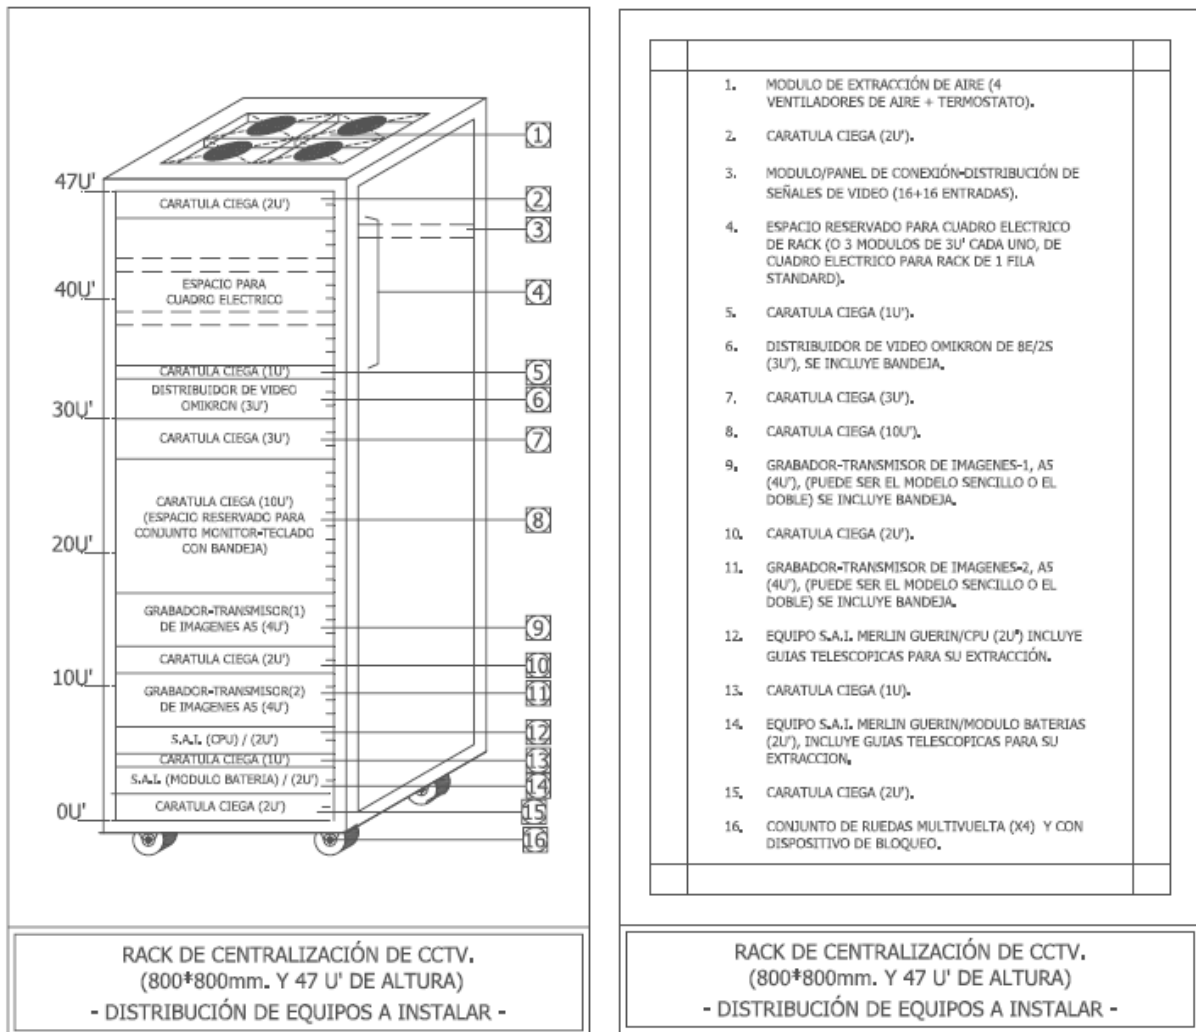 47U'
40U'
30U'
20U'
10U'
0U'
CARATULA CIEGA (2U')
ESPACIO PARA
CUADRO ELECTRICO
CARATULA CIEGA (1U')
DISTRIBUIDOR DE VIDEO
OMIKRON (3U')
CARATULA CIEGA (3U')
CARATULA CIEGA (10U')
(ESPACIO RESERVADO PARA
CONJUNTO MONITOR-TECLADO
CON BANDEJA)
GRABADOR-TRANSMISOR(1)
DE IMAGENES A5 (4U')
CARATULA CIEGA (2U')
GRABADOR-TRANSMISOR(2)
DE IMAGENES A5 (4U')
S.A.I. (CPU) / (2U')
CARATULA CIEGA (1U')
S.A.I. (MODULO BATERIA) / (2U')
CARATULA CIEGA (2U')
1
2
3
4
5
6
7
8
9
10
11
12
13
14
15
16
RACK DE CENTRALIZACIÓN DE CCTV.
(800*800mm. Y 47 U' DE ALTURA)
- DISTRIBUCIÓN DE EQUIPOS A INSTALAR -
1. MODULO DE EXTRACCIÓN DE AIRE (4
VENTILADORES DE AIRE + TERMOSTATO).
2. CARATULA CIEGA (2U').
3. MODULO/PANEL DE CONEXIÓN-DISTRIBUCIÓN DE
SEÑALES DE VIDEO (16+16 ENTRADAS).
4. ESPACIO RESERVADO PARA CUADRO ELECTRICO
DE RACK (O 3 MODULOS DE 3U' CADA UNO, DE
CUADRO ELECTRICO PARA RACK DE 1 FILA
STANDARD).
5. CARATULA CIEGA (1U').
6. DISTRIBUIDOR DE VIDEO OMIKRON DE 8E/2S
(3U'), SE INCLUYE BANDEJA.
7. CARATULA CIEGA (3U').
8. CARATULA CIEGA (10U').
9. GRABADOR-TRANSMISOR DE IMAGENES-1, A5
(4U'), (PUEDE SER EL MODELO SENCILLO O EL
DOBLE) SE INCLUYE BANDEJA.
10. CARATULA CIEGA (2U').
11. GRABADOR-TRANSMISOR DE IMAGENES-2, A5
(4U'), (PUEDE SER EL MODELO SENCILLO O EL
DOBLE) SE INCLUYE BANDEJA.
12. EQUIPO S.A.I. MERLIN GUERIN/CPU (2U') INCLUYE
GUIAS TELESCOPICAS PARA SU EXTRACCIÓN.
13. CARATULA CIEGA (1U).
14. EQUIPO S.A.I. MERLIN GUERIN/MODULO BATERIAS
(2U'), INCLUYE GUIAS TELESCOPICAS PARA SU
EXTRACCION.
15. CARATULA CIEGA (2U').
16. CONJUNTO DE RUEDAS MULTIVUELTA (X4) Y CON
DISPOSITIVO DE BLOQUEO.
RACK DE CENTRALIZACIÓN DE CCTV.
(800*800mm. Y 47 U' DE ALTURA)
- DISTRIBUCIÓN DE EQUIPOS A INSTALAR -